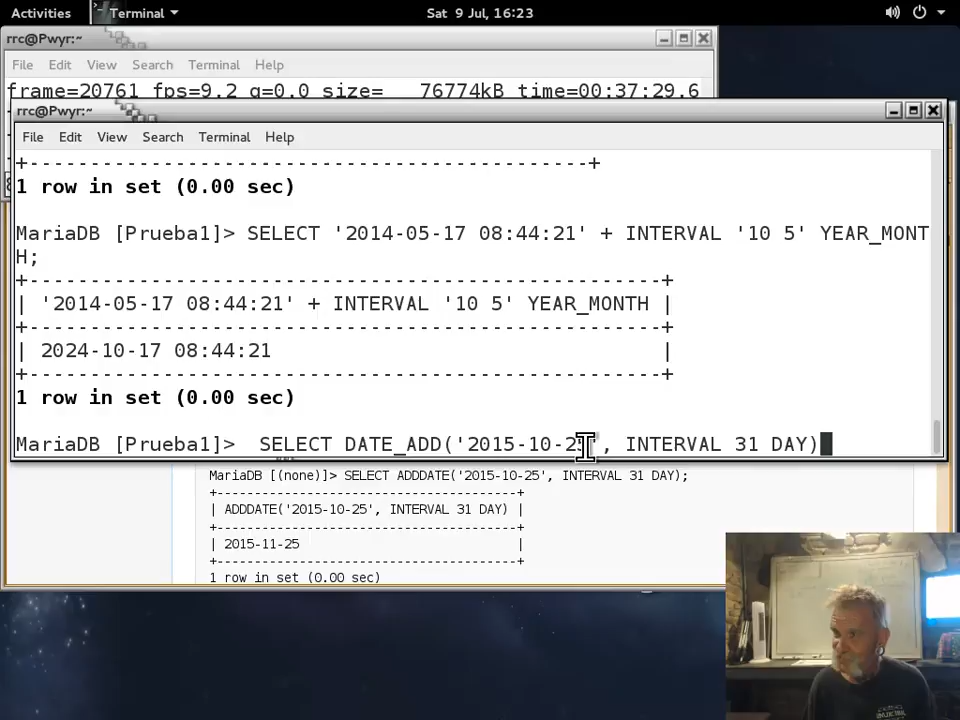 Activities Terminal Sat 9 Jul, 16:23
rrc@Pwyr:~
File Edit View Search Terminal Help
frame=20761 fps=9.2 q=0.0 size= 76774kB time=00:37:29.6
rrc@Pwyr:~
File Edit View Search Terminal Help
+----------------------------------------------+
1 row in set (0.00 sec)
MariaDB [Prueba1]> SELECT '2014-05-17 08:44:21' + INTERVAL '10 5' YEAR_MONT
H;
+----------------------------------------------------+
| '2014-05-17 08:44:21' + INTERVAL '10 5' YEAR_MONTH |
+----------------------------------------------------+
| 2024-10-17 08:44:21 |
+----------------------------------------------------+
1 row in set (0.00 sec)
MariaDB [Prueba1]> SELECT DATE_ADD('2015-10-25', INTERVAL 31 DAY)
MariaDB [(none)]> SELECT ADDDATE('2015-10-25', INTERVAL 31 DAY);
+-----------------------------------------+
| ADDDATE('2015-10-25', INTERVAL 31 DAY) |
+-----------------------------------------+
| 2015-11-25 |
+-----------------------------------------+
1 row in set (0.00 sec)